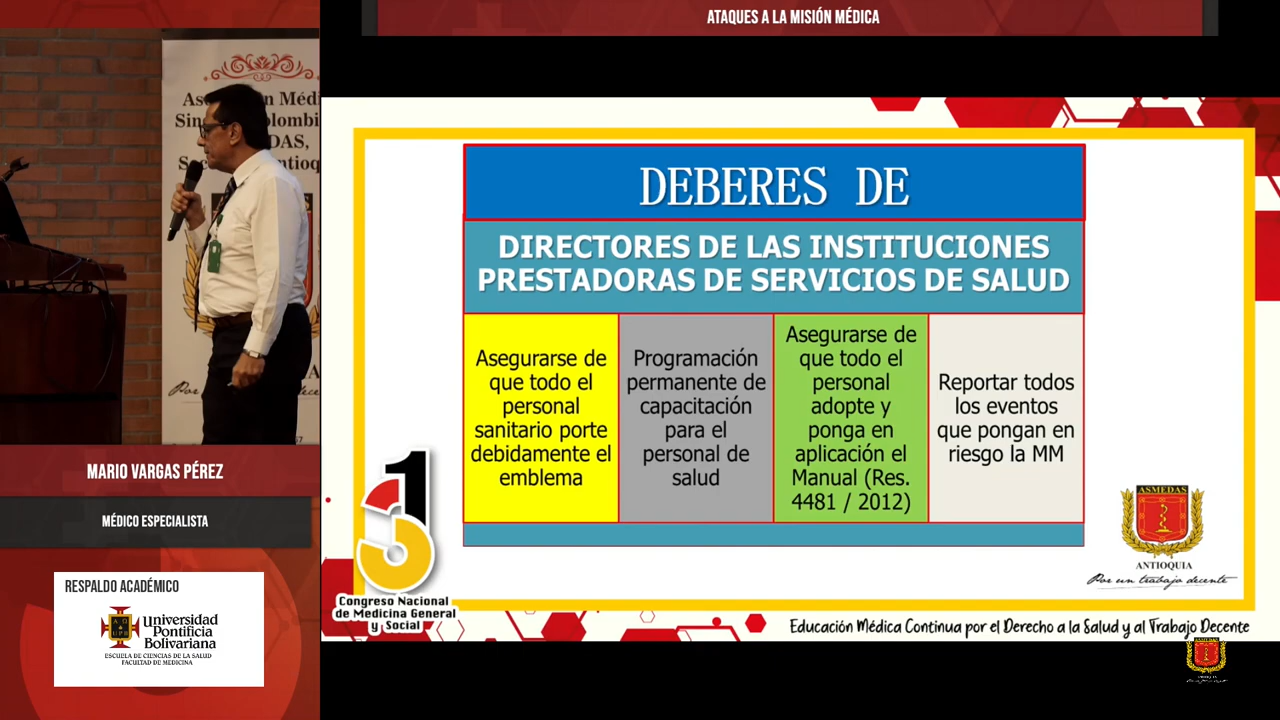 ATAQUES A LA MISIÓN MÉDICA
DEBERES DE
DIRECTORES DE LAS INSTITUCIONES
PRESTADORAS DE SERVICIOS DE SALUD
Asegurarse de
que todo el
personal
sanitario porte
debidamente el
emblema
Programación
permanente de
capacitación
para el
personal de
salud
Asegurarse de
que todo el
personal
adopte y
ponga en
aplicación el
Manual (Res.
4481 / 2012)
Reportar todos
los eventos
que pongan en
riesgo la MM
MARIO VARGAS PÉREZ
MÉDICO ESPECIALISTA
RESPALDO ACADÉMICO
Universidad
Pontificia
Bolivariana
ESCUELA DE CIENCIAS DE LA SALUD
FACULTAD DE MEDICINA
31
Congreso Nacional
de Medicina General
y Social
ASMEDAS
ANTIOQUIA
Por un trabajo decente
Educación Médica Continua por el Derecho a la Salud y al Trabajo Decente